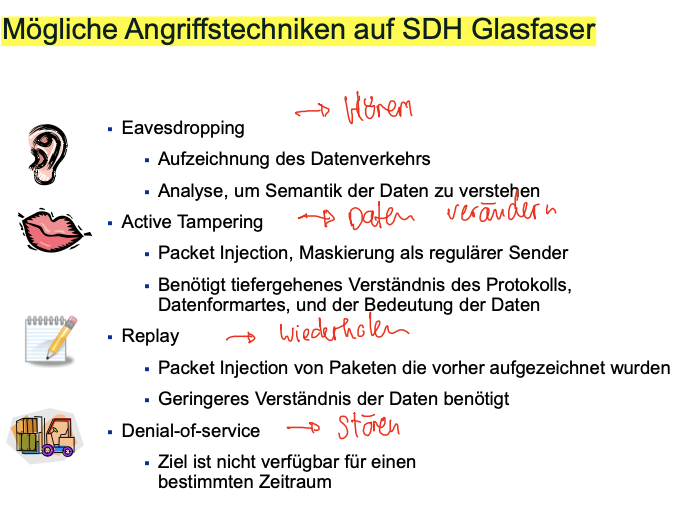 Mögliche Angriffstechniken auf SDH Glasfaser
→ Hören
▪ Eavesdropping
▪ Aufzeichnung des Datenverkehrs
▪ Analyse, um Semantik der Daten zu verstehen
▪ Active Tampering → Daten verändern
▪ Packet Injection, Maskierung als regulärer Sender
▪ Benötigt tiefergehenes Verständnis des Protokolls,
Datenformartes, und der Bedeutung der Daten
▪ Replay → Wiederholen
▪ Packet Injection von Paketen die vorher aufgezeichnet wurden
▪ Geringeres Verständnis der Daten benötigt
▪ Denial-of-service → Stören
▪ Ziel ist nicht verfügbar für einen
bestimmten Zeitraum